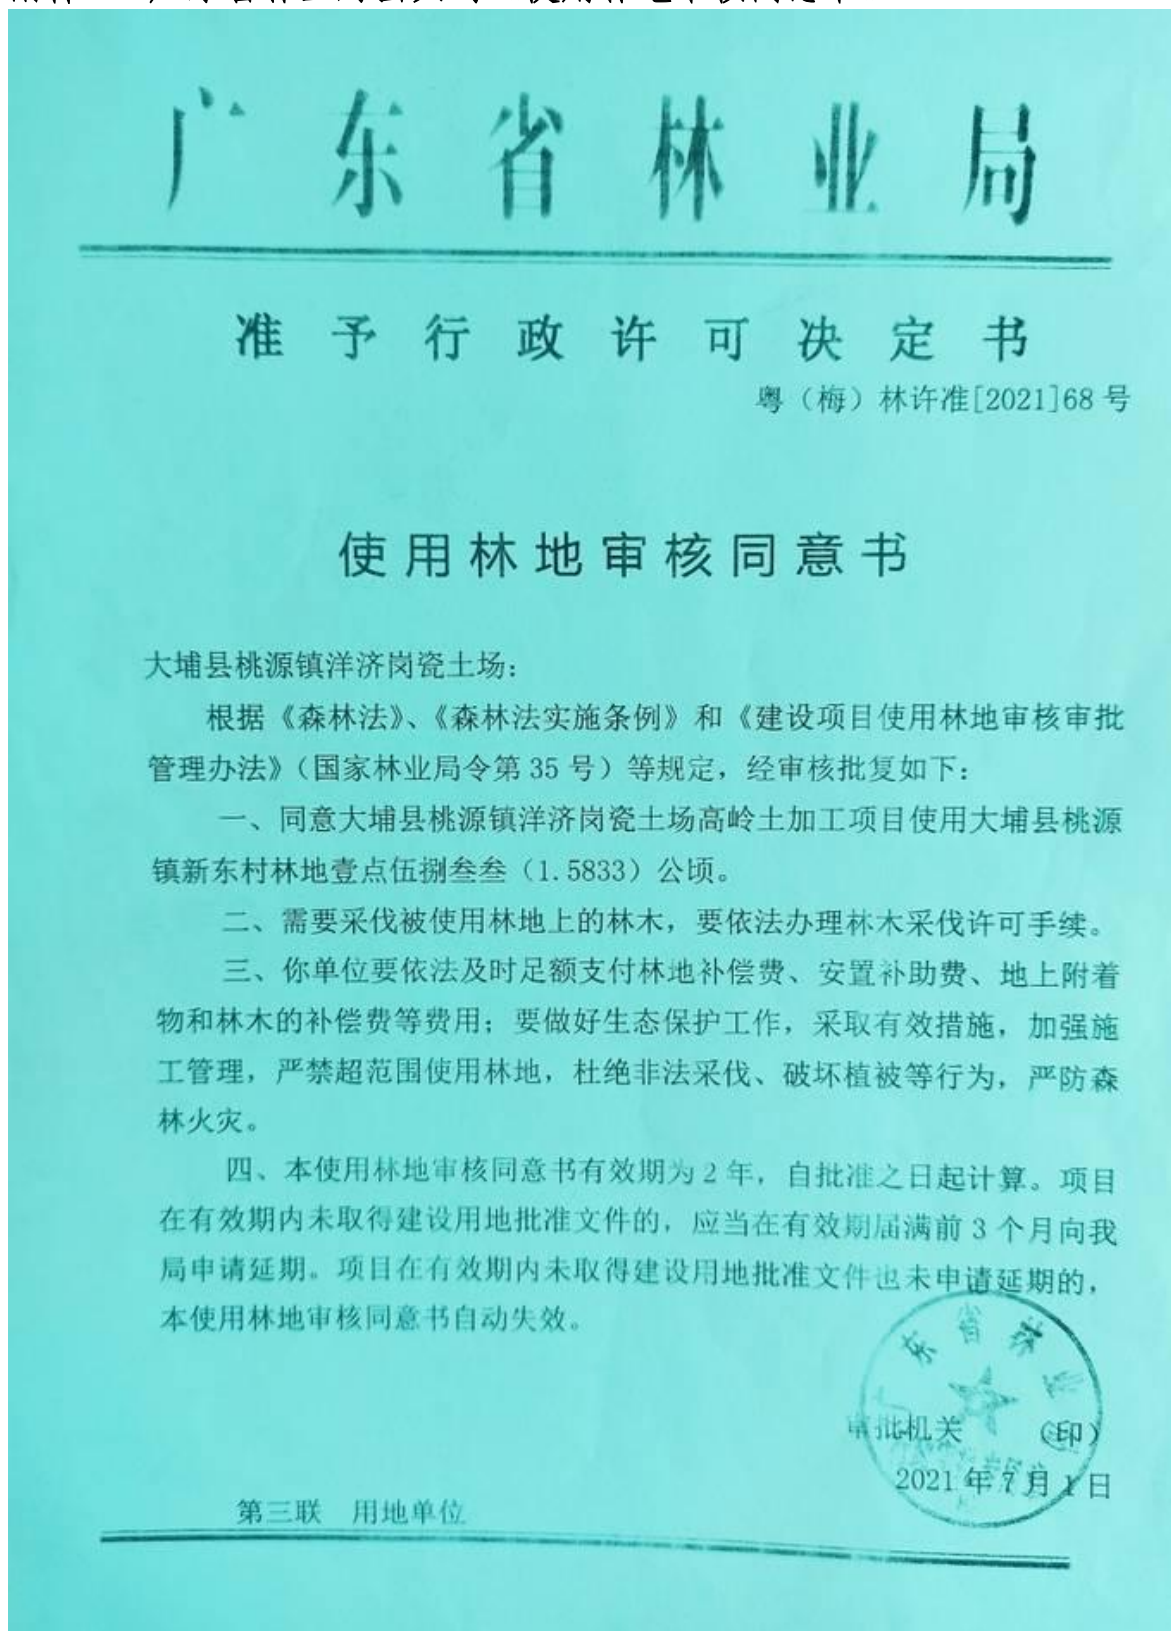 广东省林业局
准予行政许可决定书
粤（梅）林许准[2021]68号
使用林地审核同意书
大埔县桃源镇洋济岗瓷土场：
根据《森林法》、《森林法实施条例》和《建设项目使用林地审核审批
管理办法》（国家林业局令第35号）等规定，经审核批复如下：
一、同意大埔县桃源镇洋济岗瓷土场高岭土加工项目使用大埔县桃源
镇新东村林地壹点伍捌叁叁（1.5833）公顷。
二、需要采伐被使用林地上的林木，要依法办理林木采伐许可手续。
三、你单位要依法及时足额支付林地补偿费、安置补助费、地上附着
物和林木的补偿费等费用；要做好生态保护工作，采取有效措施，加强施
工管理，严禁超范围使用林地，杜绝非法采伐、破坏植被等行为，严防森
林火灾。
四、本使用林地审核同意书有效期为2年，自批准之日起计算。项目
在有效期内未取得建设用地批准文件的，应当在有效期届满前3个月向我
局申请延期。项目在有效期内未取得建设用地批准文件也未申请延期的，
本使用林地审核同意书自动失效。
东省林
审批机关（印）
2021年7月1日
第三联 用地单位